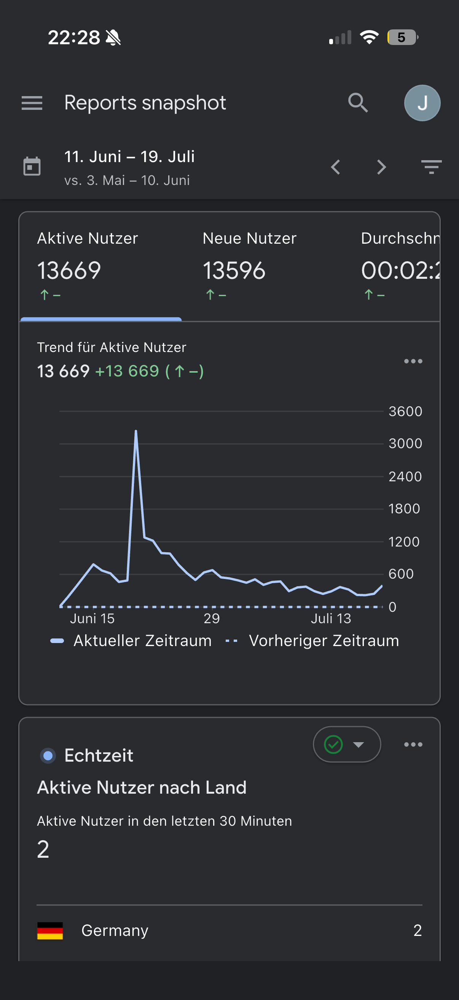 22:28
5
Reports snapshot
J
11. Juni – 19. Juli
vs. 3. Mai – 10. Juni
Aktive Nutzer
13669
↑ –
Neue Nutzer
13596
↑ –
Durchschn
00:02:2
↑ –
Trend für Aktive Nutzer
13 669 +13 669 (↑ –)
3600
3000
2400
1800
1200
600
0
Juni 15 29 Juli 13
Aktueller Zeitraum Vorheriger Zeitraum
Echtzeit
Aktive Nutzer nach Land
Aktive Nutzer in den letzten 30 Minuten
2
Germany 2